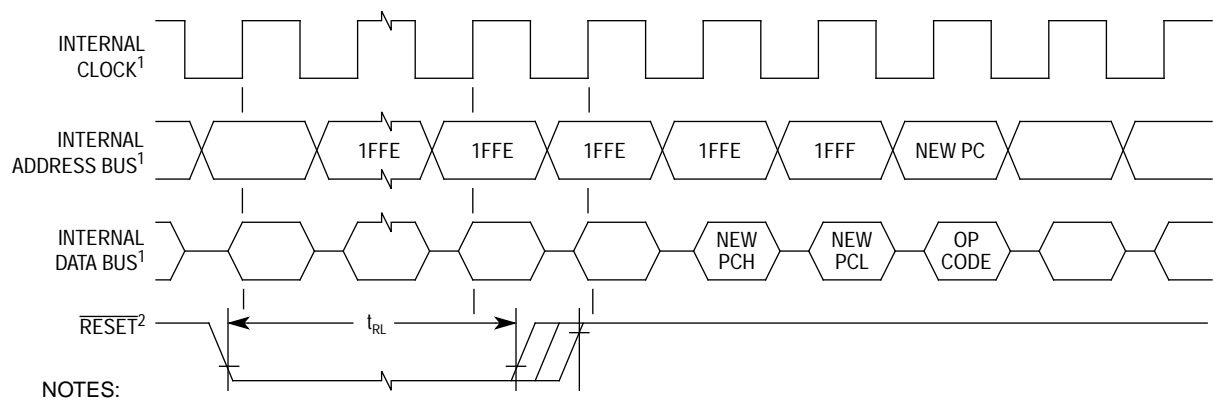 INTERNAL
CLOCK1
INTERNAL
ADDRESS BUS1
1FFE
1FFE
1FFE
1FFE
1FFF
NEW PC
INTERNAL
DATA BUS1
NEW
PCH
NEW
PCL
OP
CODE
RESET2
tRL
NOTES: